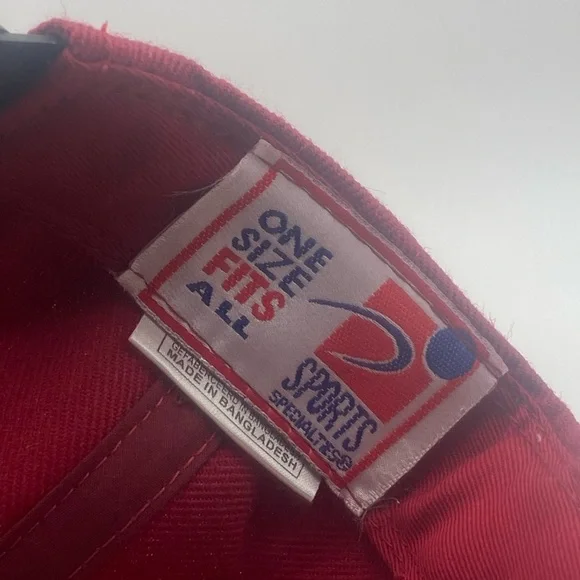 ONE
SIZE
FITS
ALL
SPORTS
SPECIALTIES®
MADE IN BANGLADESH